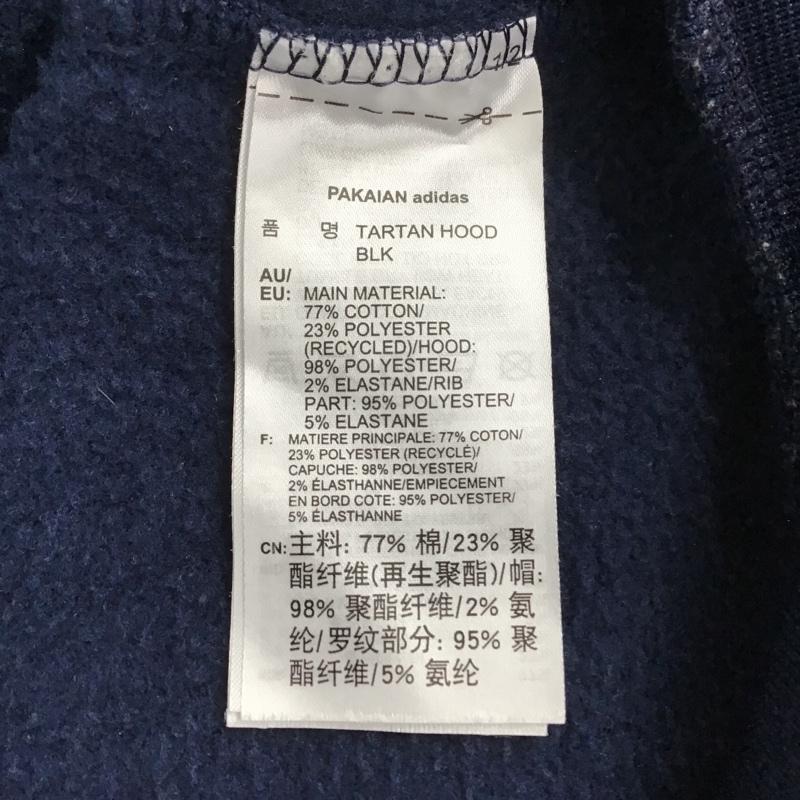 12
PAKAIAN adidas
품 명 TARTAN HOOD
BLK
AU/
EU: MAIN MATERIAL:
77% COTTON/
23% POLYESTER
(RECYCLED)/HOOD:
98% POLYESTER/
2% ELASTANE/RIB
PART: 95% POLYESTER/
5% ELASTANE
F: MATIERE PRINCIPALE: 77% COTON/
23% POLYESTER (RECYCLÉ)/
CAPUCHE: 98% POLYESTER/
2% ÉLASTHANNE/EMPIECEMENT
EN BORD COTE: 95% POLYESTER/
5% ÉLASTHANNE
CN: 主料: 77% 棉/23% 聚
酯纤维(再生聚酯)/帽:
98% 聚酯纤维/2% 氨
纶/罗纹部分: 95% 聚
酯纤维/5% 氨纶